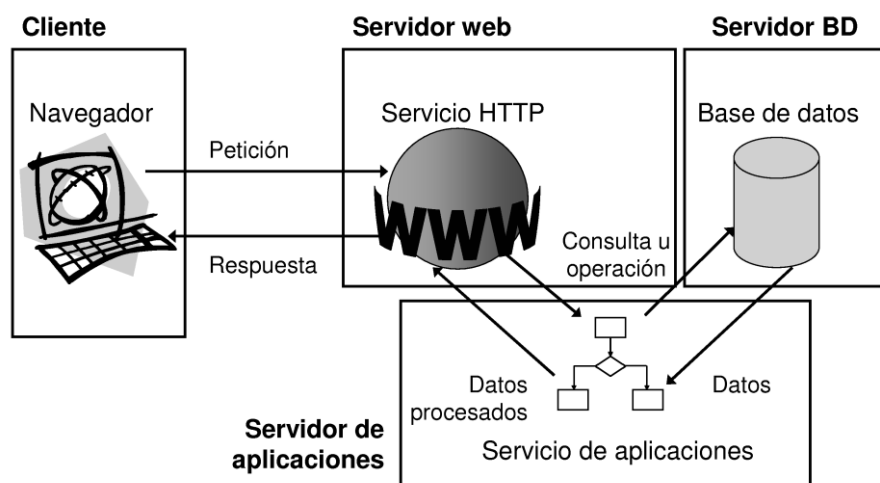 Cliente
Servidor web
Servidor BD
Navegador
Servicio HTTP
Base de datos
Petición
WWW
Respuesta
Consulta u
operación
Datos
procesados
Datos
Servidor de
aplicaciones
Servicio de aplicaciones